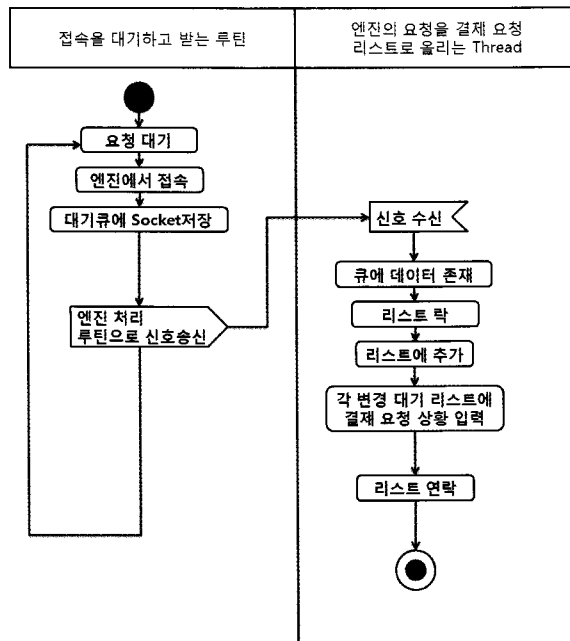 접속을 대기하고 받는 루틴
엔진의 요청을 결제 요청
리스트로 올리는 Thread
요청 대기
엔진에서 접속
대기큐에 Socket저장
엔진 처리
루틴으로 신호송신
신호 수신
큐에 데이터 존재
리스트 락
리스트에 추가
각 변경 대기 리스트에
결제 요청 상황 입력
리스트 연락